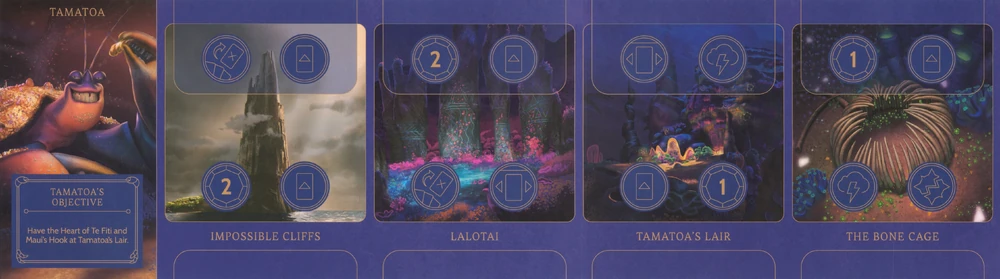 TAMATOA
TAMATOA'S
OBJECTIVE
Have the Heart of Te Fiti and
Maui's Hook at Tamatoa's Lair.
2
IMPOSSIBLE CLIFFS
2
LALOTAI
1
TAMATOA'S LAIR
1
THE BONE CAGE